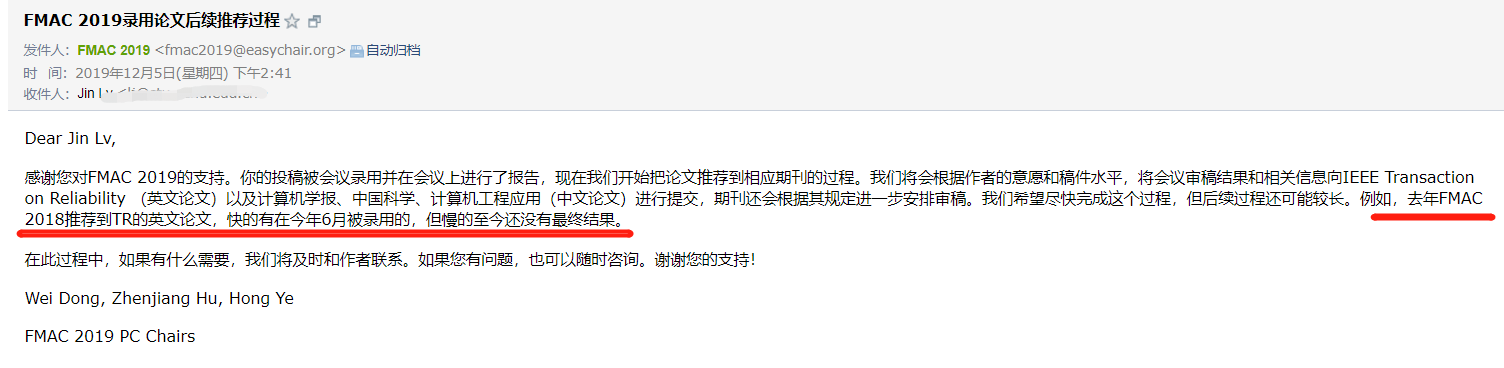 FMAC 2019录用论文后续推荐过程
发件人：FMAC 2019 <fmac2019@easychair.org> 自动归档
时 间：2019年12月5日(星期四) 下午2:41
收件人：Jin Lv
Dear Jin Lv,
感谢您对FMAC 2019的支持。你的投稿被会议录用并在会议上进行了报告，现在我们开始把论文推荐到相应期刊的过程。我们将会根据作者的意愿和稿件水平，将会议审稿结果和相关信息向IEEE Transaction
on Reliability （英文论文）以及计算机学报、中国科学、计算机工程应用（中文论文）进行提交，期刊还会根据其规定进一步安排审稿。我们希望尽快完成这个过程，但后续过程还可能较长。例如，去年FMAC
2018推荐到TR的英文论文，快的有在今年6月被录用的，但慢的至今还没有最终结果。
在此过程中，如果有什么需要，我们将及时和作者联系。如果您有问题，也可以随时咨询。谢谢您的支持！
Wei Dong, Zhenjiang Hu, Hong Ye
FMAC 2019 PC Chairs